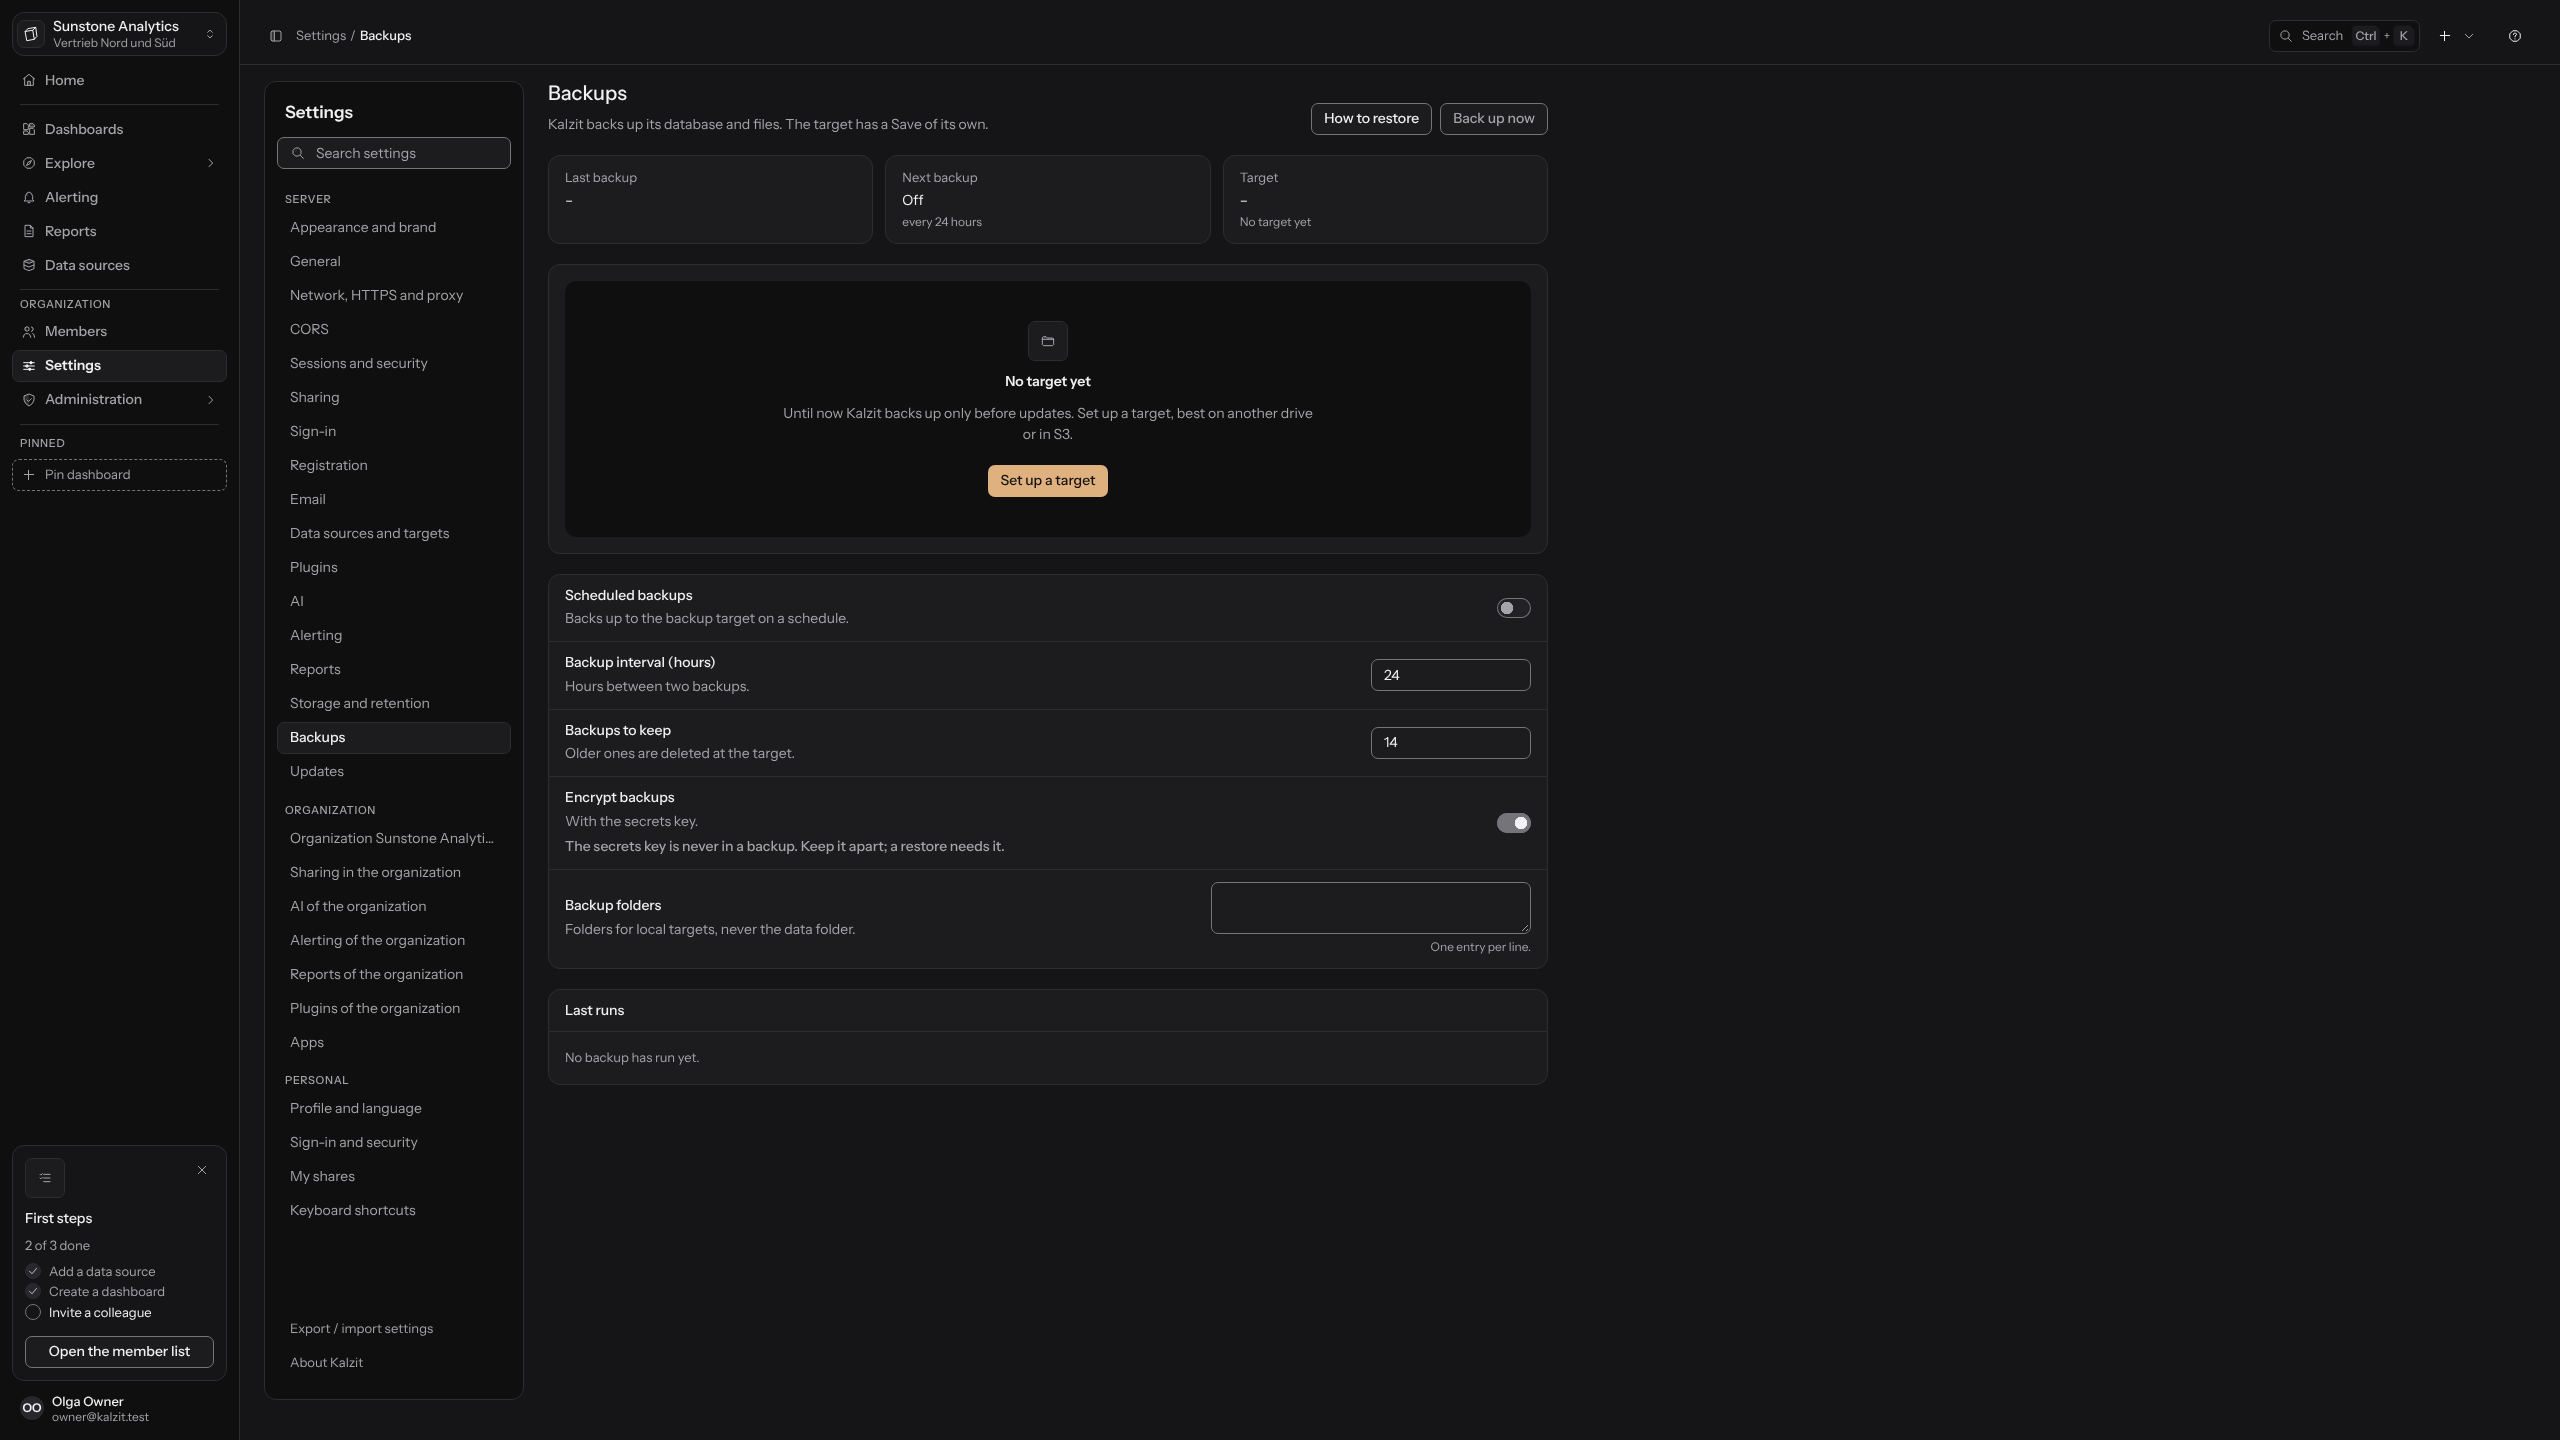 Sunstone Analytics
Vertrieb Nord und Süd
Home
Dashboards
Explore
Alerting
Reports
Data sources
ORGANIZATION
Members
Settings
Administration
PINNED
Pin dashboard
First steps
2 of 3 done
Add a data source
Create a dashboard
Invite a colleague
Open the member list
OO
Olga Owner
owner@kalzit.test
Settings / Backups
Search Ctrl + K
Settings
Search settings
SERVER
Appearance and brand
General
Network, HTTPS and proxy
CORS
Sessions and security
Sharing
Sign-in
Registration
Email
Data sources and targets
Plugins
AI
Alerting
Reports
Storage and retention
Backups
Updates
ORGANIZATION
Organization Sunstone Analyti...
Sharing in the organization
AI of the organization
Alerting of the organization
Reports of the organization
Plugins of the organization
Apps
PERSONAL
Profile and language
Sign-in and security
My shares
Keyboard shortcuts
Export / import settings
About Kalzit
Backups
Kalzit backs up its database and files. The target has a Save of its own.
How to restore
Back up now
Last backup
–
Next backup
Off
every 24 hours
Target
–
No target yet
No target yet
Until now Kalzit backs up only before updates. Set up a target, best on another drive
or in S3.
Set up a target
Scheduled backups
Backs up to the backup target on a schedule.
Backup interval (hours)
Hours between two backups.
24
Backups to keep
Older ones are deleted at the target.
14
Encrypt backups
With the secrets key.
The secrets key is never in a backup. Keep it apart; a restore needs it.
Backup folders
Folders for local targets, never the data folder.
One entry per line.
Last runs
No backup has run yet.